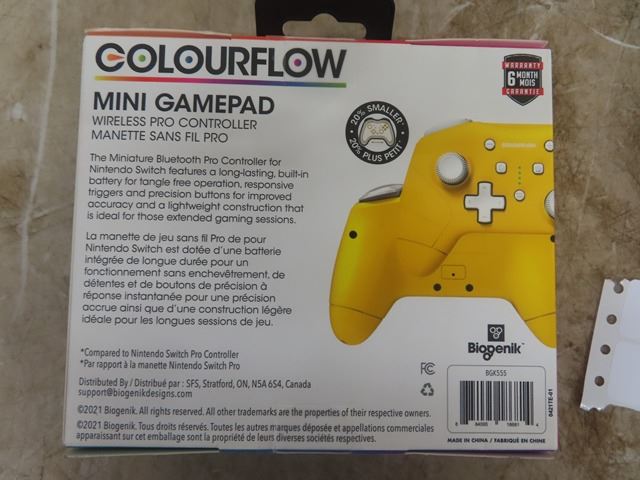 COLOURFLOW
MINI GAMEPAD
WIRELESS PRO CONTROLLER
MANETTE SANS FIL PRO
WARRANTY
6 MONTH
MOIS
GARANTIE
20% SMALLER*
20% PLUS PETIT*
The Miniature Bluetooth Pro Controller for
Nintendo Switch features a long-lasting, built-in
battery for tangle free operation, responsive
triggers and precision buttons for improved
accuracy and a lightweight construction that
is ideal for those extended gaming sessions.
La manette de jeu sans fil Pro de pour
Nintendo Switch est dotée d'une batterie
intégrée de longue durée pour un
fonctionnement sans enchevêtrement, de
détentes et de boutons de précision à
réponse instantanée pour une précision
accrue ainsi que d'une construction légère
idéale pour les longues sessions de jeu.
Biogenik™
*Compared to Nintendo Switch Pro Controller
*Par rapport à la manette Nintendo Switch Pro
Distributed By / Distribué par : SFS, Stratford, ON, N5A 6S4, Canada
support@biogenikdesigns.com
FC
BGK555
0421TE-01
©2021 Biogenik. All rights reserved. All other trademarks are the properties of their respective owners.
©2021 Biogenik. Tous droits réservés. Toutes les autres marques déposée et appellations commerciales
apparaissant sur cet emballage sont la propriété de leurs diverses sociétés respectives.
MADE IN CHINA / FABRIQUÉ EN CHINE